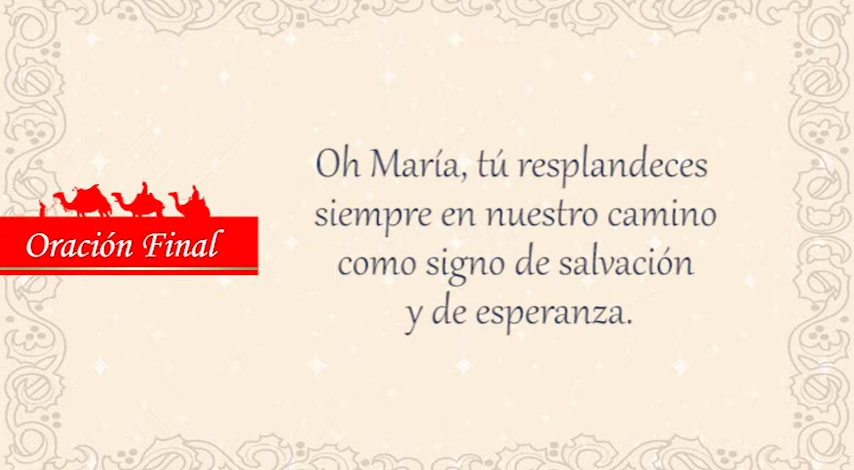 Oración Final
Oh María, tú resplandeces
siempre en nuestro camino
como signo de salvación
y de esperanza.